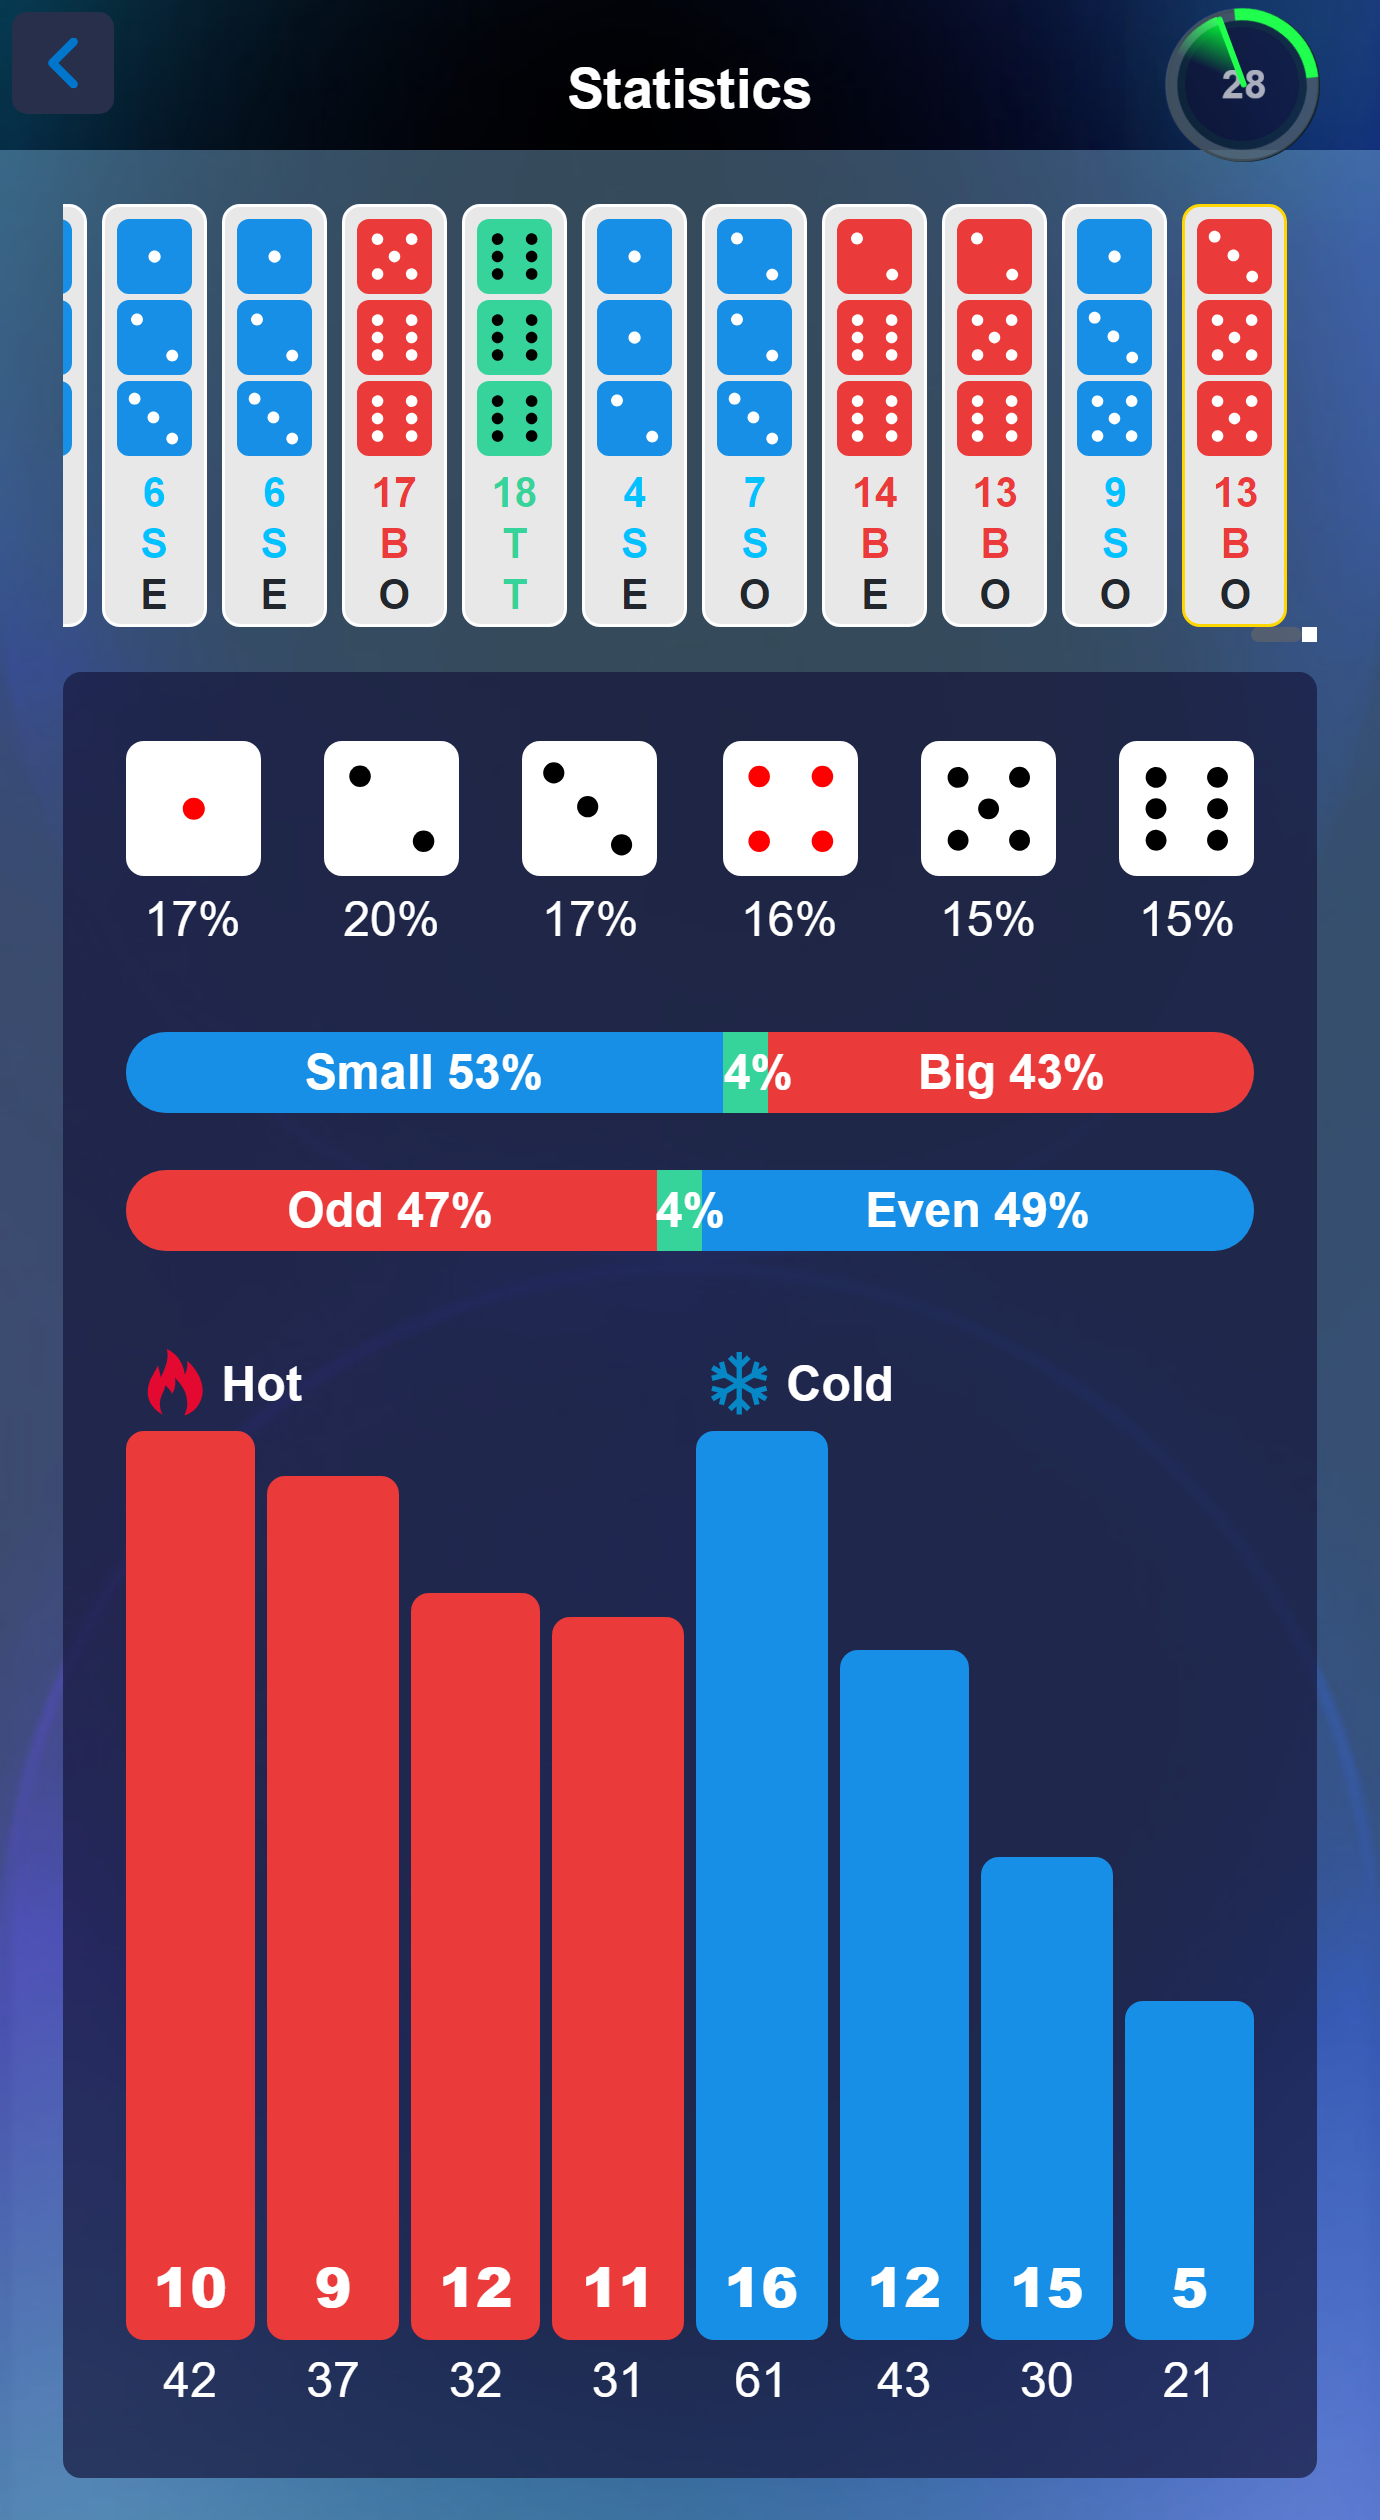 Statistics
28
6 6 17 18 4 7 14 13 9 13
S S B T S S B B S B
E E O T E O E O O O
17% 20% 17% 16% 15% 15%
Small 53% 4% Big 43%
Odd 47% 4% Even 49%
Hot Cold
10 9 12 11 16 12 15 5
42 37 32 31 61 43 30 21